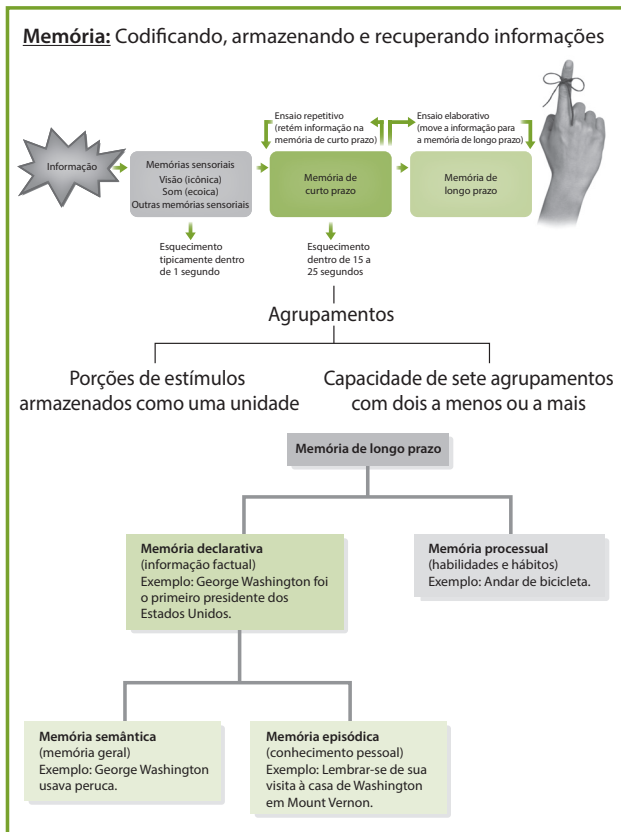 Memória: Codificando, armazenando e recuperando informações
Ensaio repetitivo
(retém informação na
memória de curto prazo)
Ensaio elaborativo
(move a informação para
a memória de longo prazo)
Informação
Memórias sensoriais
Visão (icônica)
Som (ecoica)
Outras memórias sensoriais
Memória de
curto prazo
Memória de
longo prazo
Esquecimento
tipicamente dentro
de 1 segundo
Esquecimento
dentro de 15 a
25 segundos
Agrupamentos
Porções de estímulos
armazenados como uma unidade
Capacidade de sete agrupamentos
com dois a menos ou a mais
Memória de longo prazo
Memória declarativa
(informação factual)
Exemplo: George Washington foi
o primeiro presidente dos
Estados Unidos.
Memória processual
(habilidades e hábitos)
Exemplo: Andar de bicicleta.
Memória semântica
(memória geral)
Exemplo: George Washington
usava peruca.
Memória episódica
(conhecimento pessoal)
Exemplo: Lembrar-se de sua
visita à casa de Washington
em Mount Vernon.